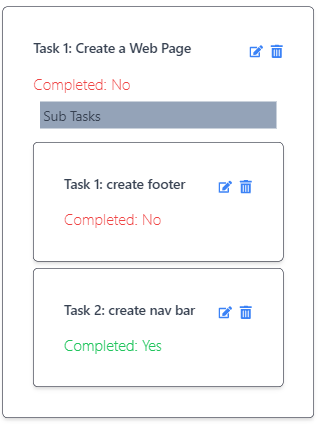 Task 1: Create a Web Page
Completed: No
Sub Tasks
Task 1: create footer
Completed: No
Task 2: create nav bar
Completed: Yes